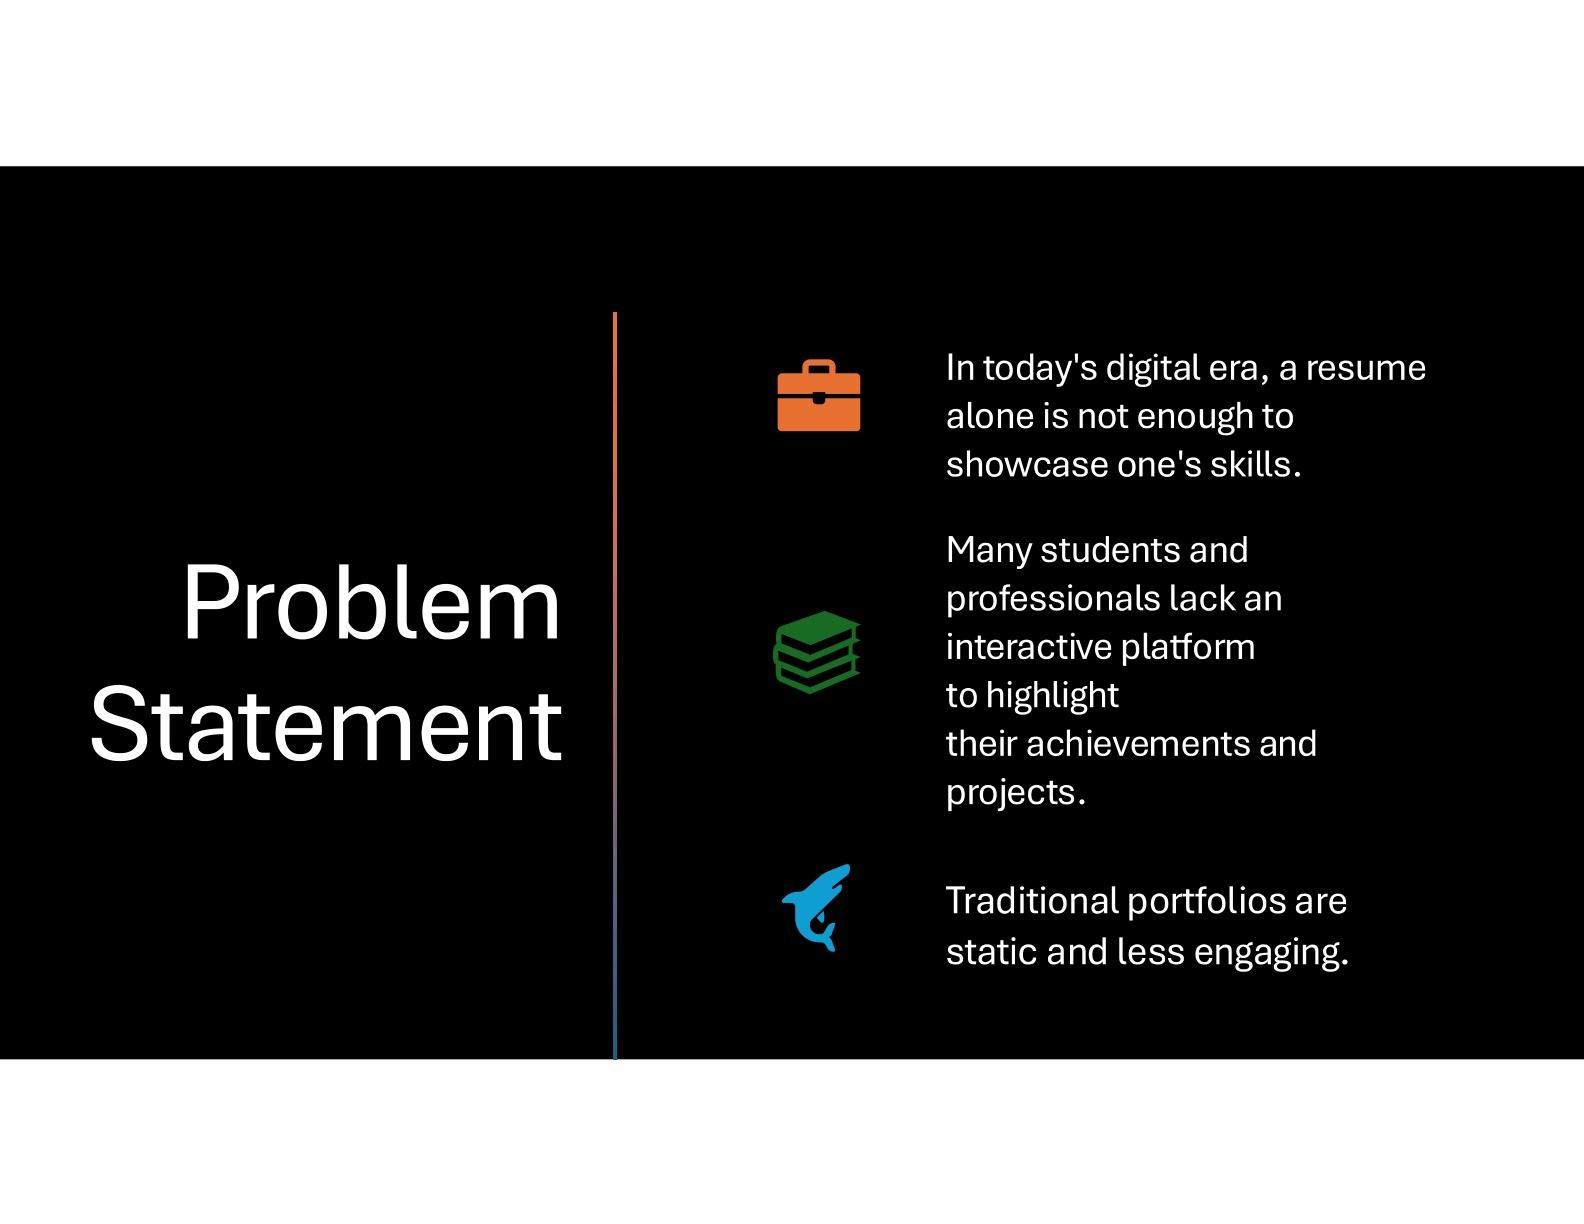 Problem
Statement
In today's digital era, a resume
alone is not enough to
showcase one's skills.
Many students and
professionals lack an
interactive platform
to highlight
their achievements and
projects.
Traditional portfolios are
static and less engaging.